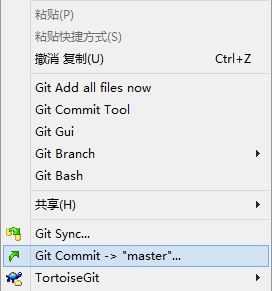 粘贴(P)
粘贴快捷方式(S)
撤消 复制(U) Ctrl+Z
Git Add all files now
Git Commit Tool
Git Gui
Git Branch
Git Bash
共享(H)
Git Sync...
Git Commit -> "master"...
TortoiseGit